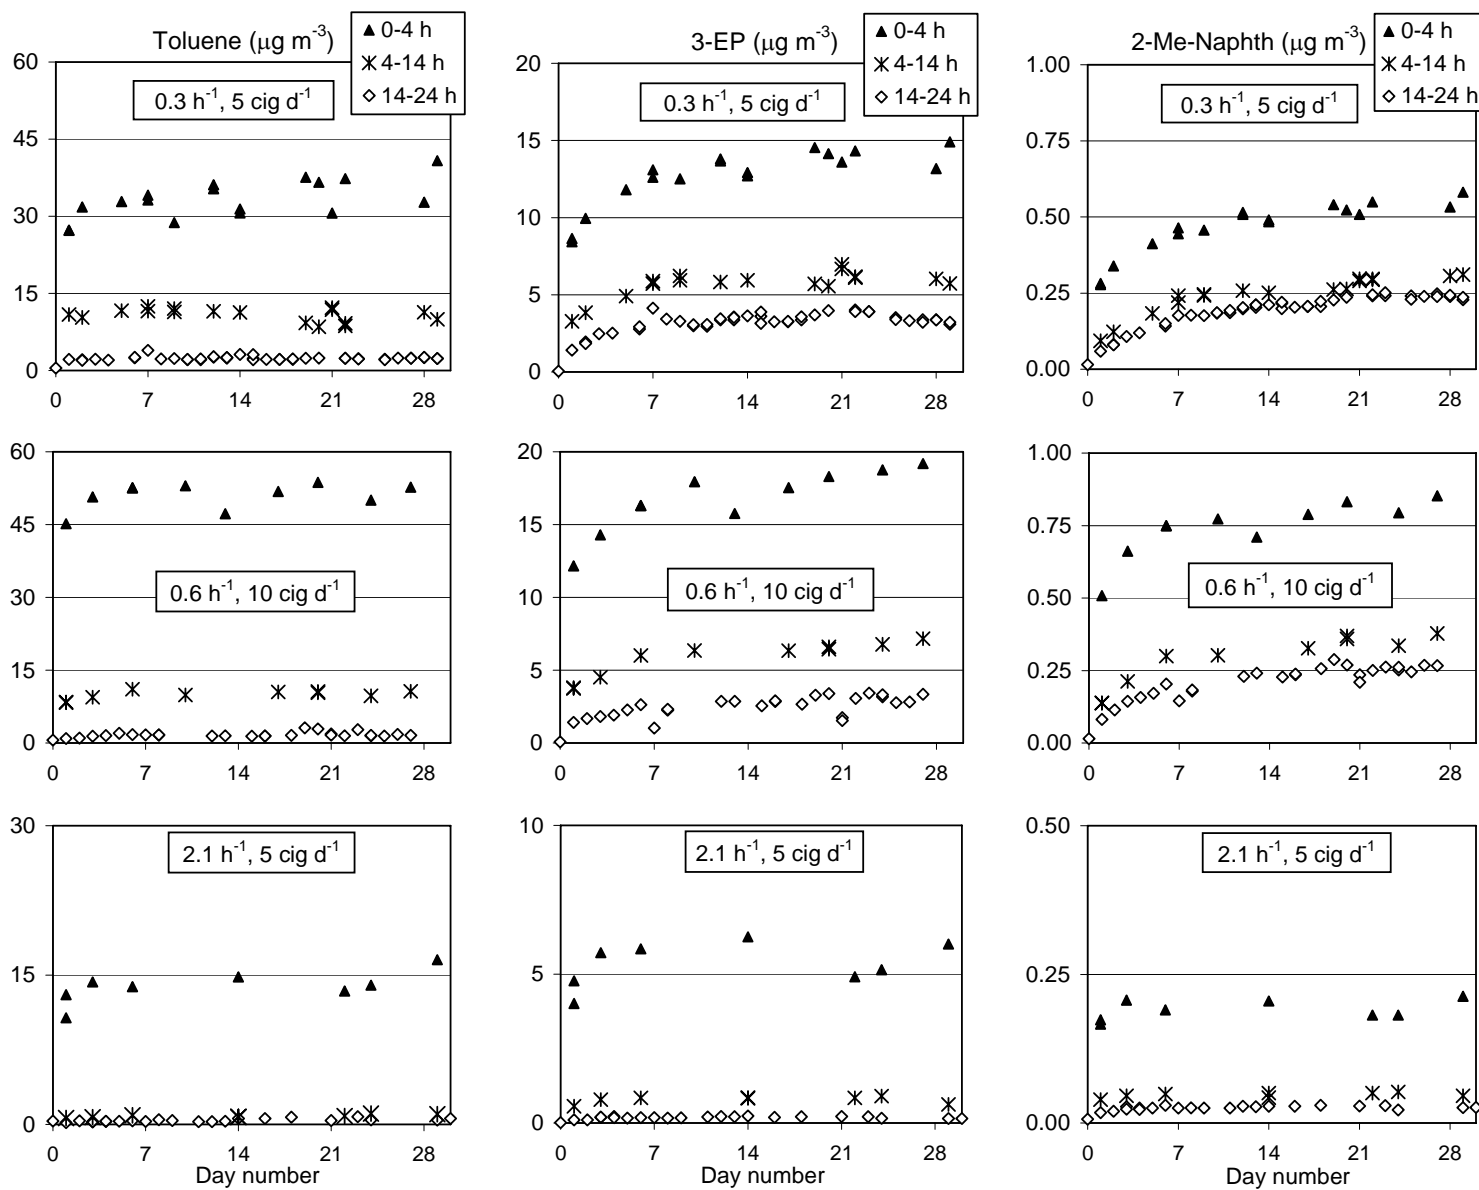 Toluene (μg m⁻³)
▲ 0-4 h
✳ 4-14 h
◇ 14-24 h
60
45
30
15
0
0.3 h⁻¹, 5 cig d⁻¹
0 7 14 21 28
3-EP (μg m⁻³)
▲ 0-4 h
✳ 4-14 h
◇ 14-24 h
20
15
10
5
0
0.3 h⁻¹, 5 cig d⁻¹
0 7 14 21 28
2-Me-Naphth (μg m⁻³)
▲ 0-4 h
✳ 4-14 h
◇ 14-24 h
1.00
0.75
0.50
0.25
0.00
0.3 h⁻¹, 5 cig d⁻¹
0 7 14 21 28
60
45
30
15
0
0.6 h⁻¹, 10 cig d⁻¹
0 7 14 21 28
20
15
10
5
0
0.6 h⁻¹, 10 cig d⁻¹
0 7 14 21 28
1.00
0.75
0.50
0.25
0.00
0.6 h⁻¹, 10 cig d⁻¹
0 7 14 21 28
30
15
0
2.1 h⁻¹, 5 cig d⁻¹
0 7 14 21 28
Day number
10
5
0
2.1 h⁻¹, 5 cig d⁻¹
0 7 14 21 28
Day number
0.50
0.25
0.00
2.1 h⁻¹, 5 cig d⁻¹
0 7 14 21 28
Day number